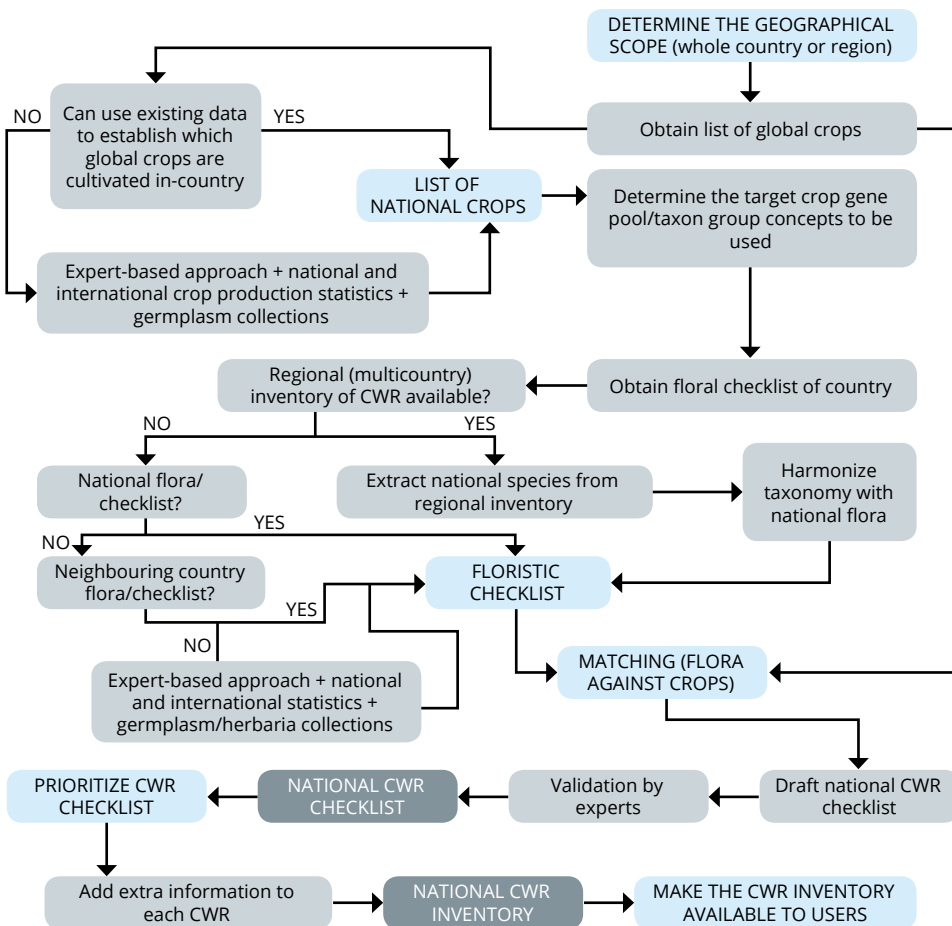 DETERMINE THE GEOGRAPHICAL
SCOPE (whole country or region)
Obtain list of global crops
NO
Can use existing data
to establish which
global crops are
cultivated in-country
YES
LIST OF
NATIONAL CROPS
Determine the target crop gene
pool/taxon group concepts to be
used
Expert-based approach + national and
international crop production statistics +
germplasm collections
Regional (multicountry)
inventory of CWR available?
Obtain floral checklist of country
NO
YES
National flora/
checklist?
Extract national species from
regional inventory
Harmonize
taxonomy with
national flora
NO
YES
Neighbouring country
flora/checklist?
FLORISTIC
CHECKLIST
YES
NO
Expert-based approach + national
and international statistics +
germplasm/herbaria collections
MATCHING (FLORA
AGAINST CROPS)
PRIORITIZE CWR
CHECKLIST
NATIONAL CWR
CHECKLIST
Validation by
experts
Draft national CWR
checklist
Add extra information to
each CWR
NATIONAL CWR
INVENTORY
MAKE THE CWR INVENTORY
AVAILABLE TO USERS